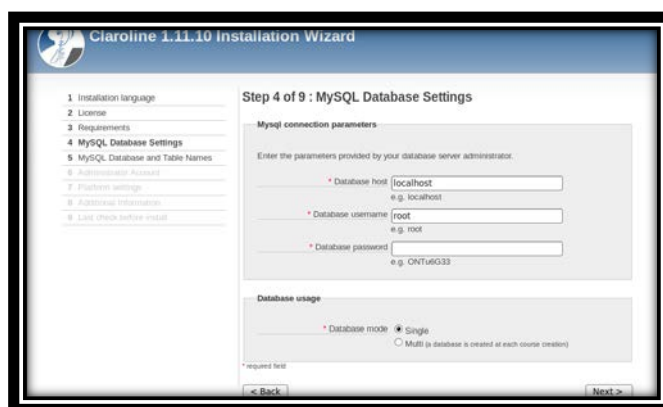 Claroline 1.11.10 Installation Wizard
1 Installation language
2 License
3 Requirements
4 MySQL Database Settings
5 MySQL Database and Table Names
6 Administrator Account
7 Platform settings
8 Additional Information
9 Last check before install
Step 4 of 9 : MySQL Database Settings
Mysql connection parameters
Enter the parameters provided by your database server administrator.
* Database host localhost
e.g. localhost
* Database username root
e.g. root
* Database password
e.g. ONTu6G33
Database usage
* Database mode Single
Multi (a database is created at each course creation)
* required field
< Back Next >